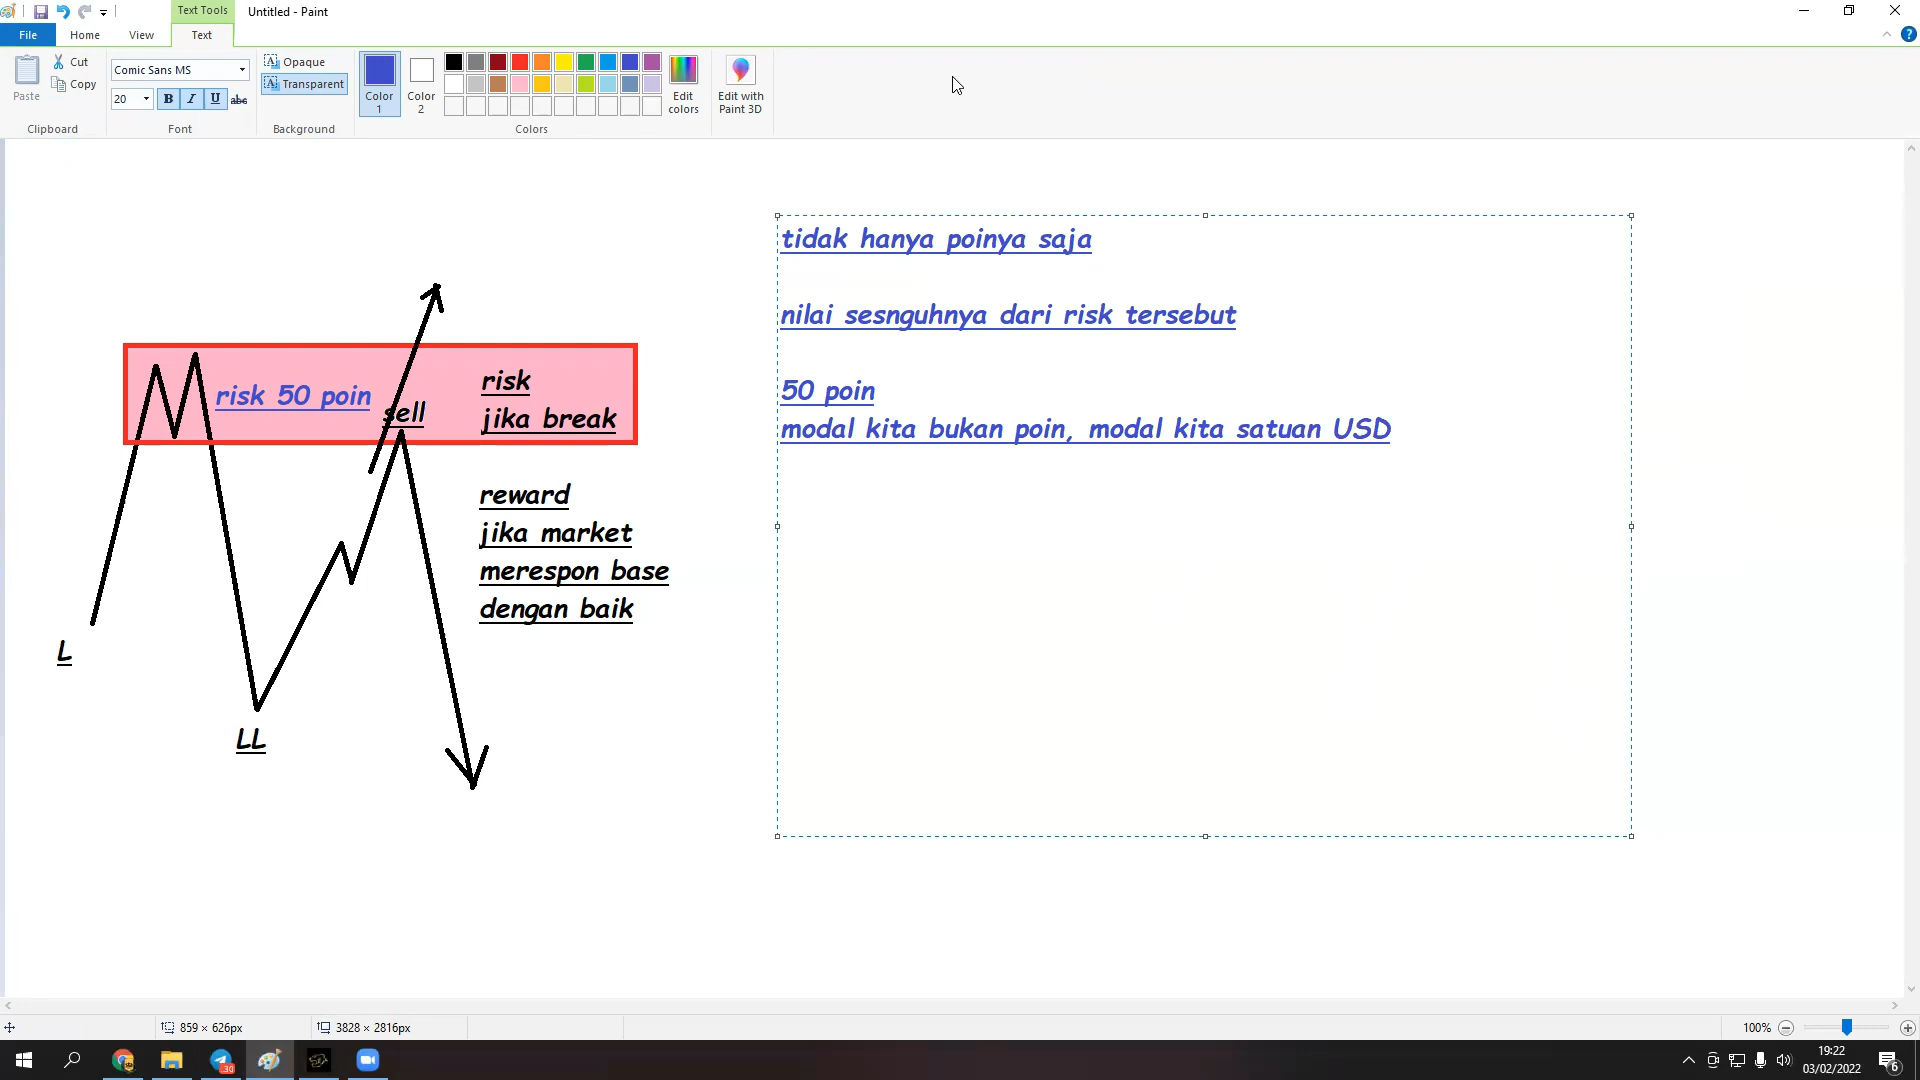 Text Tools
Untitled - Paint
File
Home
View
Text
Paste
Cut
Copy
Clipboard
Comic Sans MS
20
B
I
U
abc
Font
Opaque
Transparent
Background
Color
1
Color
2
Colors
Edit
colors
Edit with
Paint 3D
risk 50 poin
sell
risk
jika break
reward
jika market
merespon base
dengan baik
L
LL
tidak hanya poinya saja
nilai sesnguhnya dari risk tersebut
50 poin
modal kita bukan poin, modal kita satuan USD
859 × 626px
3828 × 2816px
100%
30
19:22
03/02/2022
6